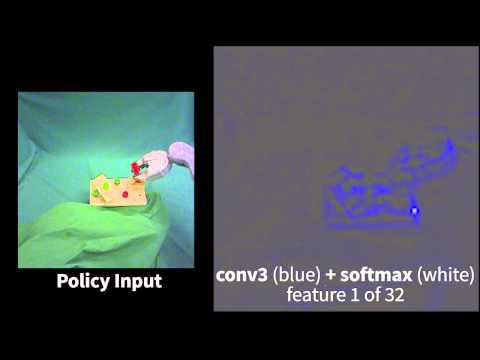 Policy Input
conv3 (blue) + softmax (white)
feature 1 of 32